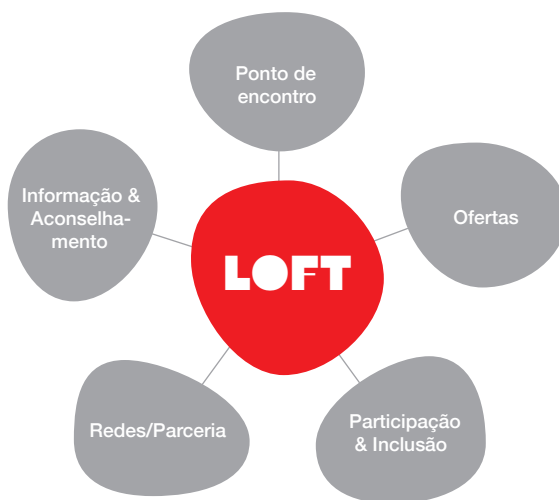 Ponto de
encontro
Informação &
Aconselha-
mento
Ofertas
LOFT
Redes/Parceria
Participação
& Inclusão